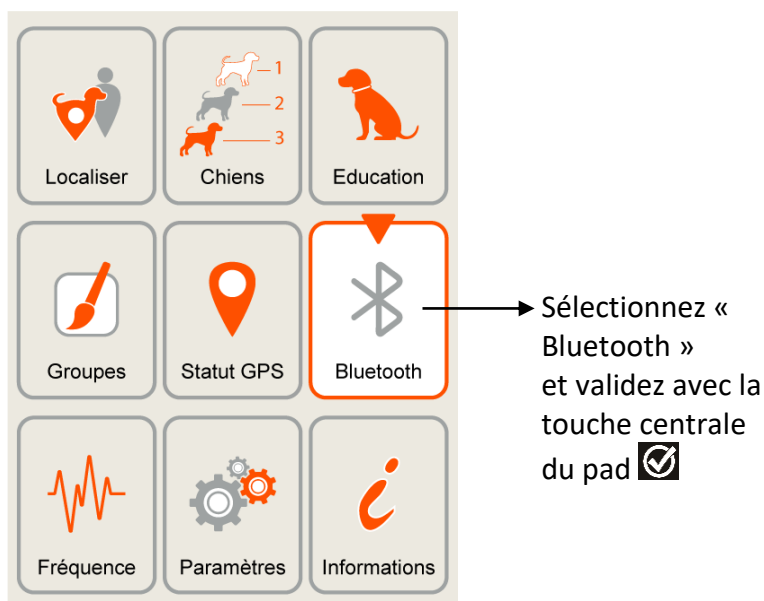 1
2
3
Localiser Chiens Education
Groupes Statut GPS Bluetooth
Sélectionnez «
Bluetooth »
et validez avec la
touche centrale
du pad
Fréquence Paramètres Informations